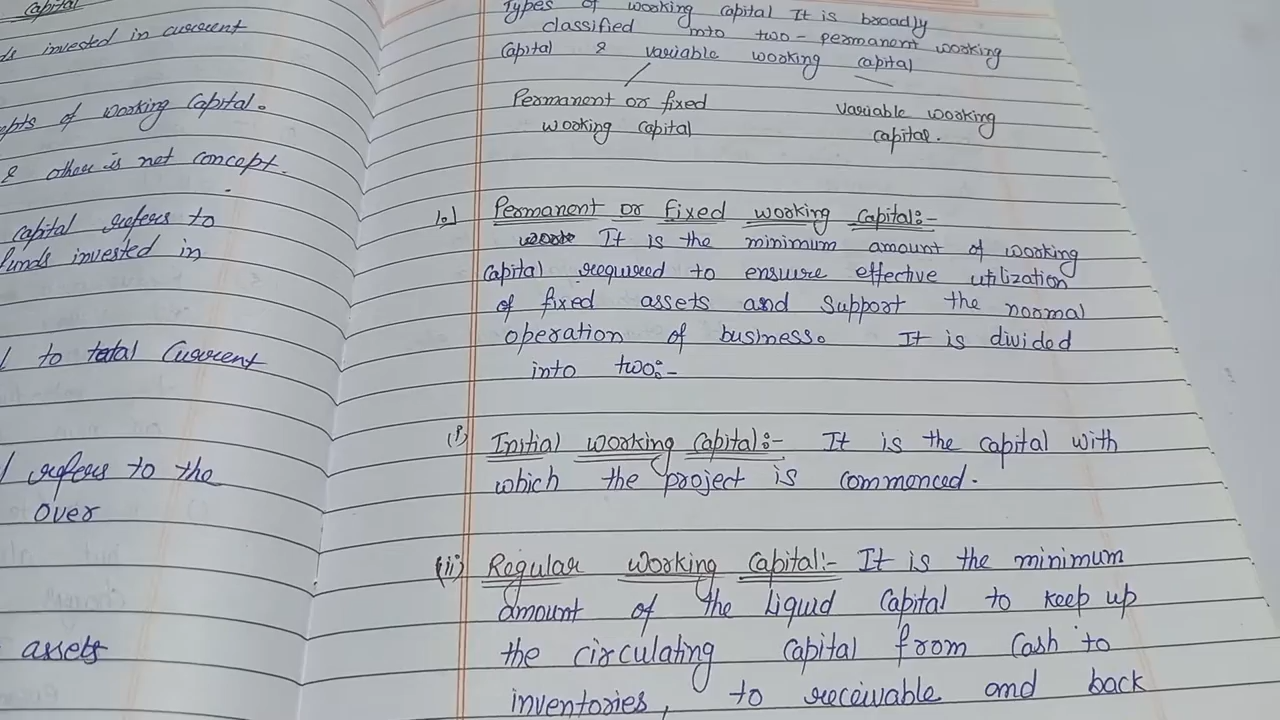 Capital
invested in current
of working Capital.
& other is not concept.
capital refers to
funds invested in
to total Current
refers to the
over
assets
Types of working capital It is broadly
classified into two - permanent working
Capital & variable working capital
Permanent or fixed
working capital
Variable working
capital.
1.) Permanent or fixed working Capital:-
It is the minimum amount of working
Capital required to ensure effective utilization
of fixed assets and support the normal
operation of business. It is divided
into two:-
(i) Initial working Capital:- It is the capital with
which the project is commenced.
(ii) Regular working Capital:- It is the minimum
amount of the liquid capital to keep up
the circulating capital from cash to
inventories, to receivable and back